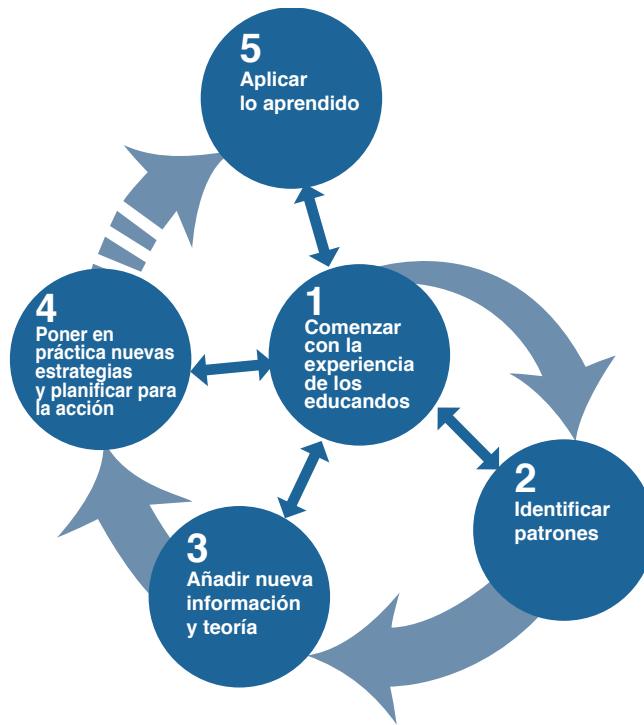 1
Comenzar
con la
experiencia
de los
educandos
2
Identificar
patrones
3
Añadir nueva
información
y teoría
4
Poner en
práctica nuevas
estrategias
y planificar para
la acción
5
Aplicar
lo aprendido